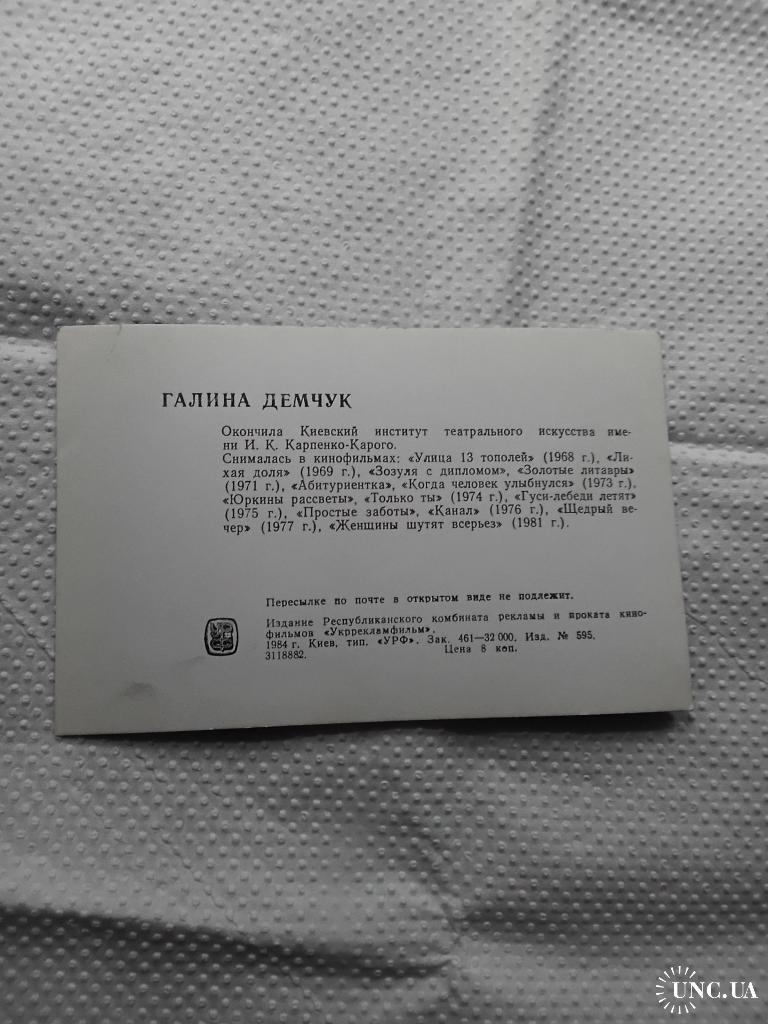 ГАЛИНА ДЕМЧУК
Окончила Киевский институт театрального искусства име-
ни И. К. Карпенко-Карого.
Снималась в кинофильмах: «Улица 13 тополей» (1968 г.), «Ли-
хая доля» (1969 г.), «Зозуля с дипломом», «Золотые литавры»
(1971 г.), «Абитуриентка», «Когда человек улыбнулся» (1973 г.),
«Юркины рассветы», «Только ты» (1974 г.), «Гуси-лебеди летят»
(1975 г.), «Простые заботы», «Канал» (1976 г.), «Щедрый ве-
чер» (1977 г.), «Женщины шутят всерьез» (1981 г.).
Пересылке по почте в открытом виде не подлежит.
Издание Республиканского комбината рекламы и проката кино-
фильмов «Укррекламфильм».
1984 г. Киев, тип. «УРФ». Зак. 461—32 000. Изд. № 595.
3118882. Цена 8 коп.
UNC.UA